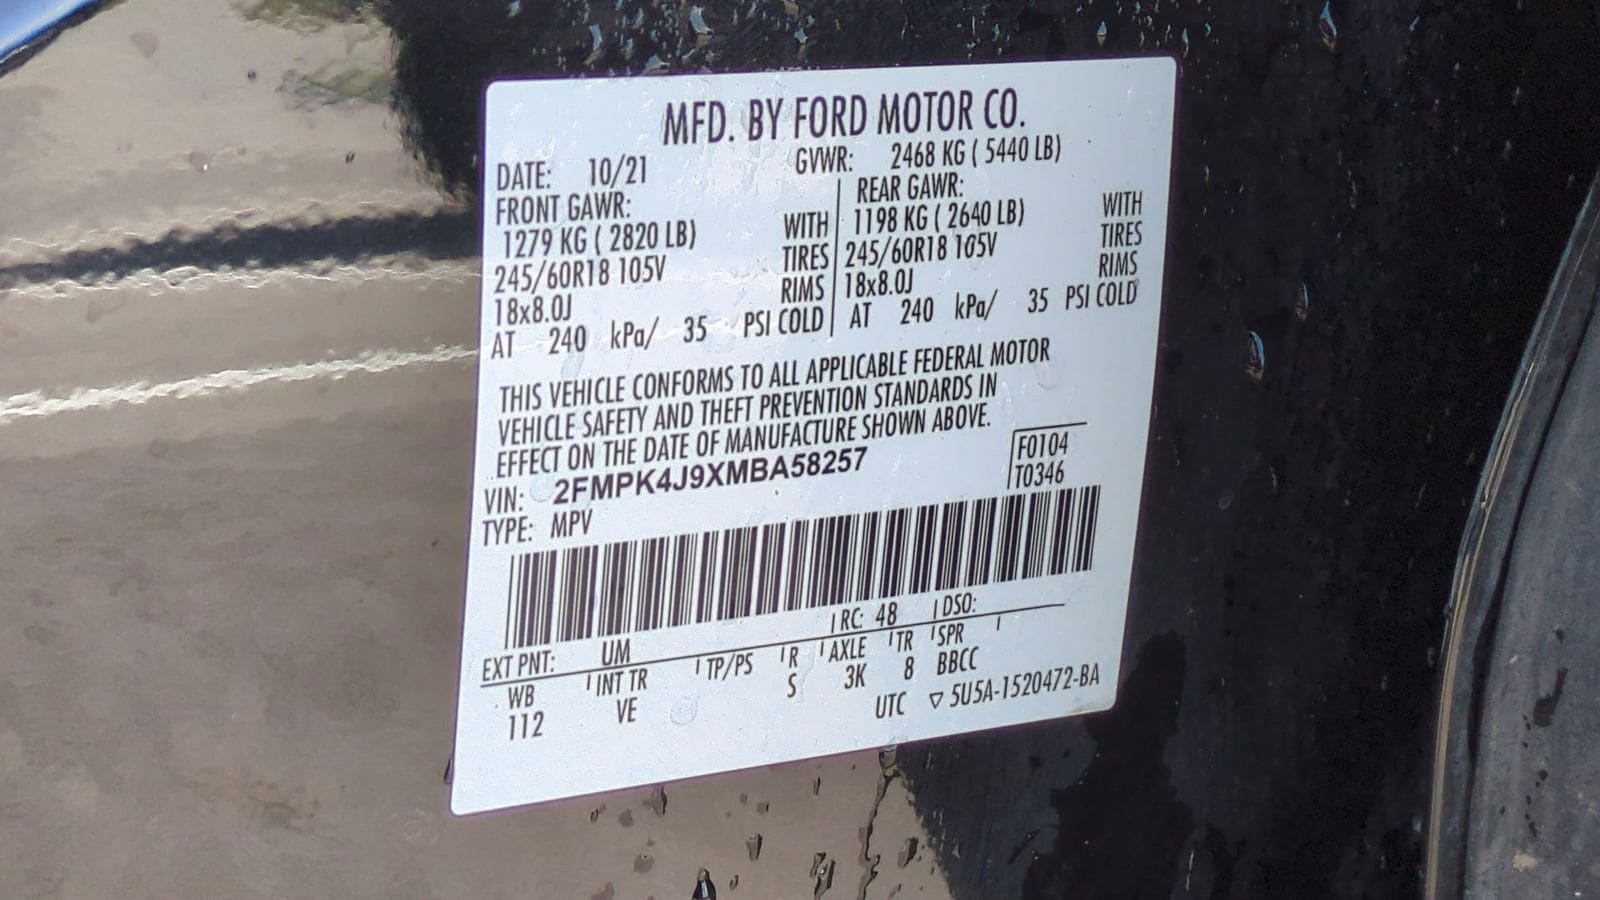 MFD. BY FORD MOTOR CO.
DATE: 10/21 GVWR: 2468 KG ( 5440 LB)
FRONT GAWR: REAR GAWR:
1279 KG ( 2820 LB) WITH 1198 KG ( 2640 LB) WITH
245/60R18 105V TIRES 245/60R18 105V TIRES
18x8.0J RIMS 18x8.0J RIMS
AT 240 kPa/ 35 PSI COLD AT 240 kPa/ 35 PSI COLD
THIS VEHICLE CONFORMS TO ALL APPLICABLE FEDERAL MOTOR
VEHICLE SAFETY AND THEFT PREVENTION STANDARDS IN
EFFECT ON THE DATE OF MANUFACTURE SHOWN ABOVE.
VIN: 2FMPK4J9XMBA58257 F0104
TYPE: MPV T0346
EXT PNT: UM RC: 48 DSO:
WB INT TR TP/PS R AXLE TR SPR
112 VE S 3K 8 BBCC
UTC ▽ 5U5A-1520472-BA